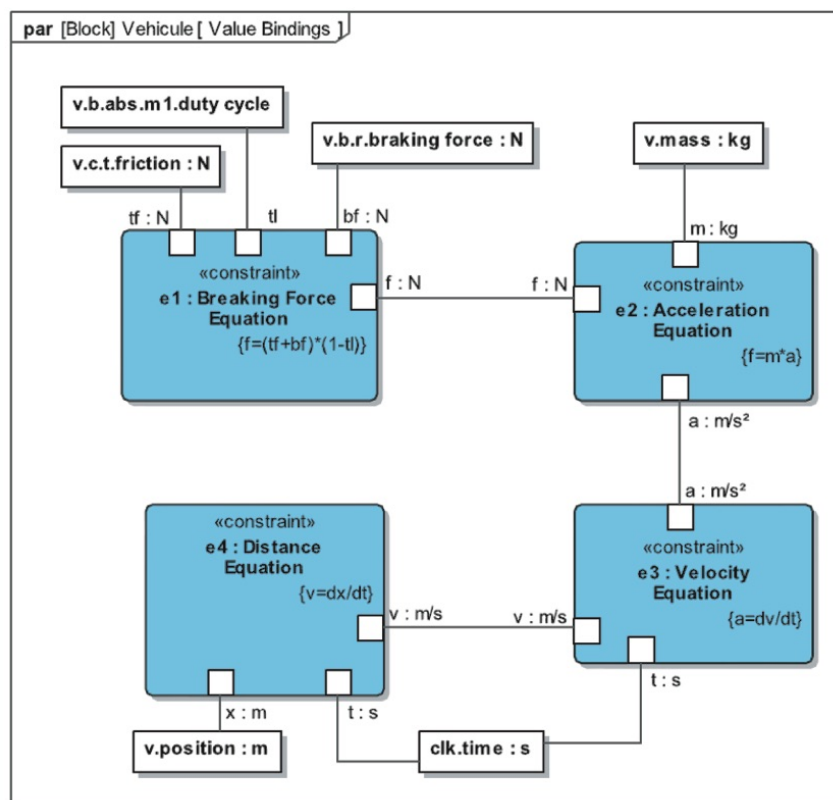 par [Block] Vehicule [ Value Bindings ]
v.b.abs.m1.duty cycle
v.c.t.friction : N
v.b.r.braking force : N
v.mass : kg
tf : N
tl
bf : N
m : kg
«constraint»
e1 : Breaking Force
Equation
{f=(tf+bf)*(1-tl)}
f : N
f : N
«constraint»
e2 : Acceleration
Equation
{f=m*a}
a : m/s²
a : m/s²
«constraint»
e4 : Distance
Equation
{v=dx/dt}
v : m/s
v : m/s
«constraint»
e3 : Velocity
Equation
{a=dv/dt}
x : m
t : s
t : s
v.position : m
clk.time : s